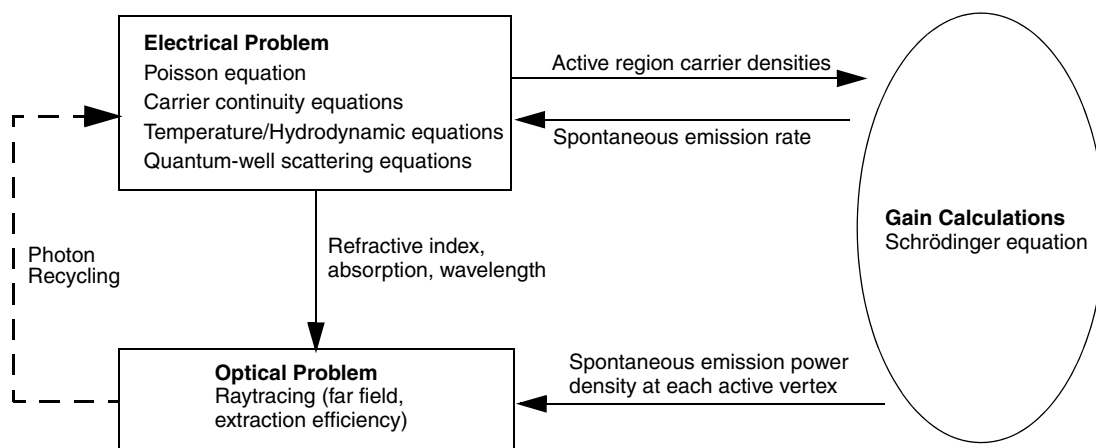 Electrical Problem
Poisson equation
Carrier continuity equations
Temperature/Hydrodynamic equations
Quantum-well scattering equations
Active region carrier densities
Spontaneous emission rate
Gain Calculations
Schrödinger equation
Photon
Recycling
Refractive index,
absorption, wavelength
Optical Problem
Raytracing (far field,
extraction efficiency)
Spontaneous emission power
density at each active vertex